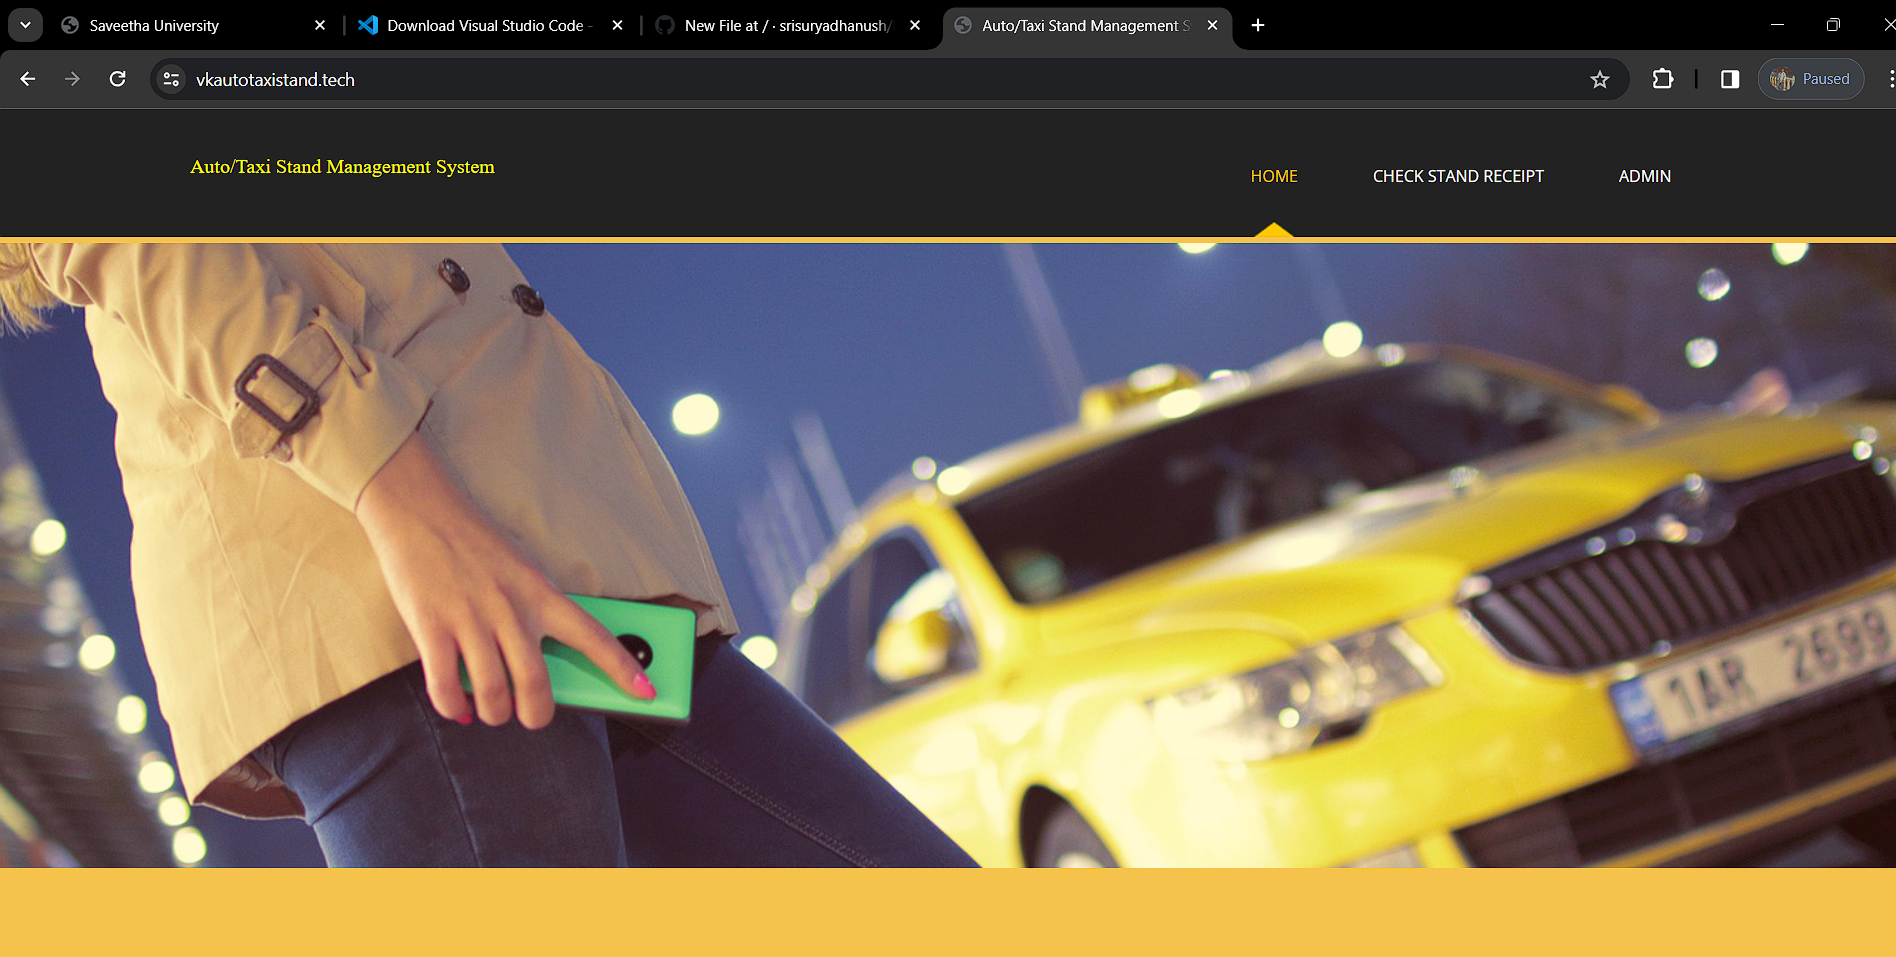 Saveetha University
Download Visual Studio Code -
New File at / · srisuryadhanush/
Auto/Taxi Stand Management S
vkautotaxistand.tech
Paused
Auto/Taxi Stand Management System
HOME
CHECK STAND RECEIPT
ADMIN
1AR 2699